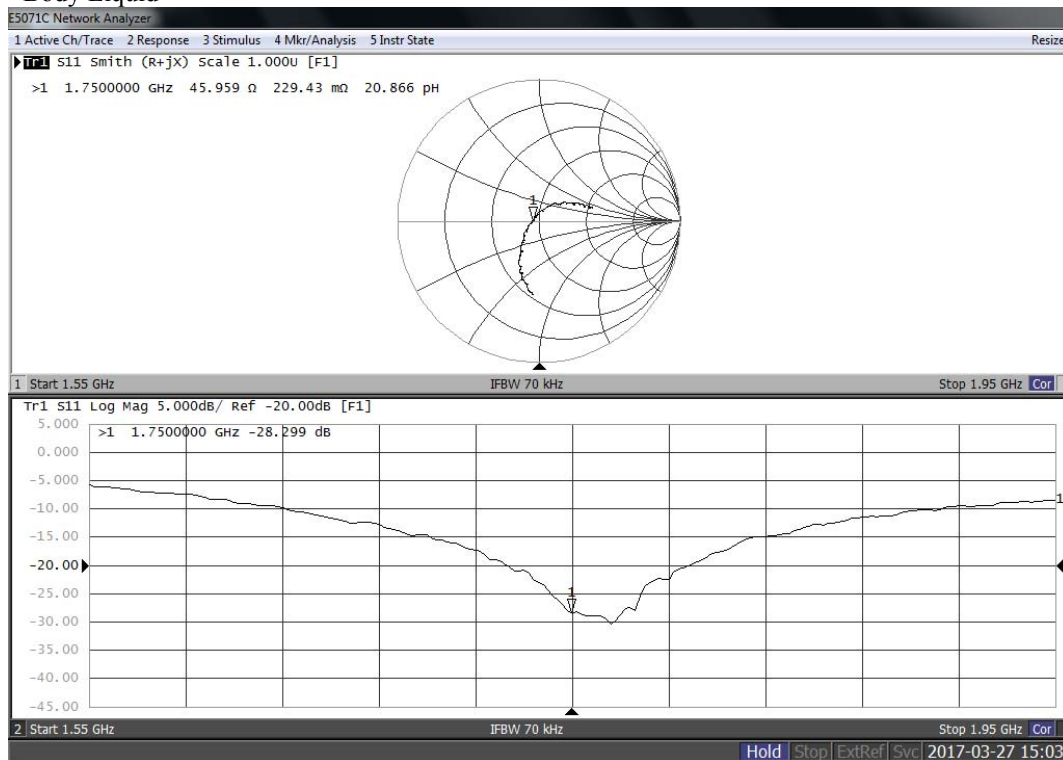 Body Liquid
E5071C Network Analyzer
1 Active Ch/Trace 2 Response 3 Stimulus 4 Mkr/Analysis 5 Instr State Resize
Tr1 S11 Smith (R+jX) Scale 1.000U [F1]
>1 1.7500000 GHz 45.959 Ω 229.43 mΩ 20.866 pH
1
1 Start 1.55 GHz IFBW 70 kHz Stop 1.95 GHz Cor
Tr1 S11 Log Mag 5.000dB/ Ref -20.00dB [F1]
5.000
>1 1.7500000 GHz -28.299 dB
0.000
-5.000
1
-10.00
-15.00
-20.00
-25.00
1
-30.00
-35.00
-40.00
-45.00
2 Start 1.55 GHz IFBW 70 kHz Stop 1.95 GHz Cor
Hold Stop ExtRef Svc 2017-03-27 15:03